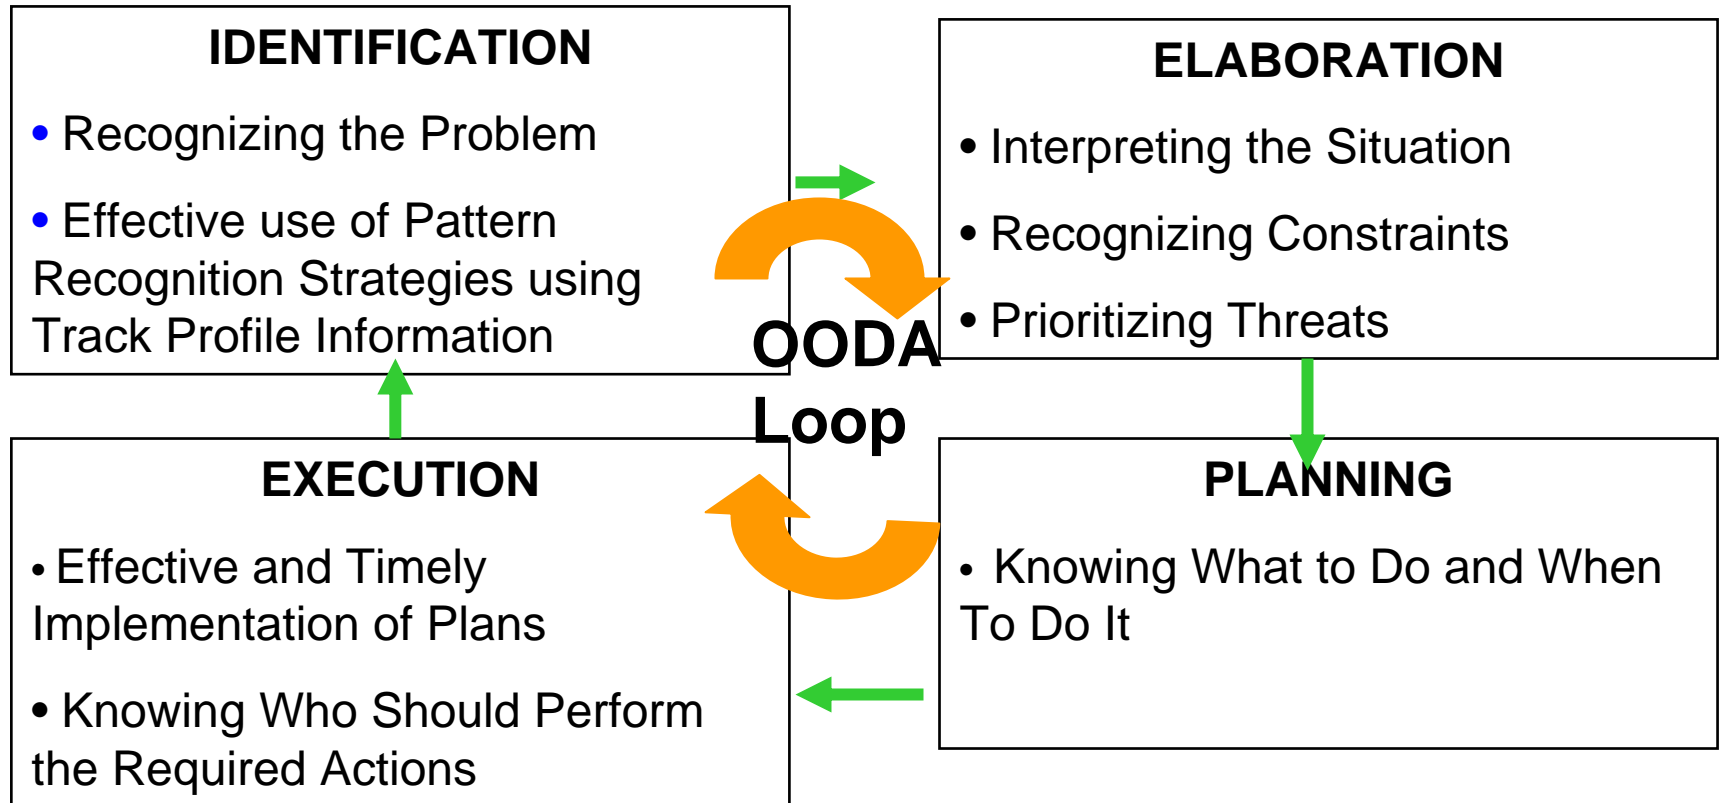 IDENTIFICATION
• Recognizing the Problem
• Effective use of Pattern
Recognition Strategies using
Track Profile Information
ELABORATION
• Interpreting the Situation
• Recognizing Constraints
• Prioritizing Threats
OODA
Loop
EXECUTION
• Effective and Timely
Implementation of Plans
• Knowing Who Should Perform
the Required Actions
PLANNING
• Knowing What to Do and When
To Do It